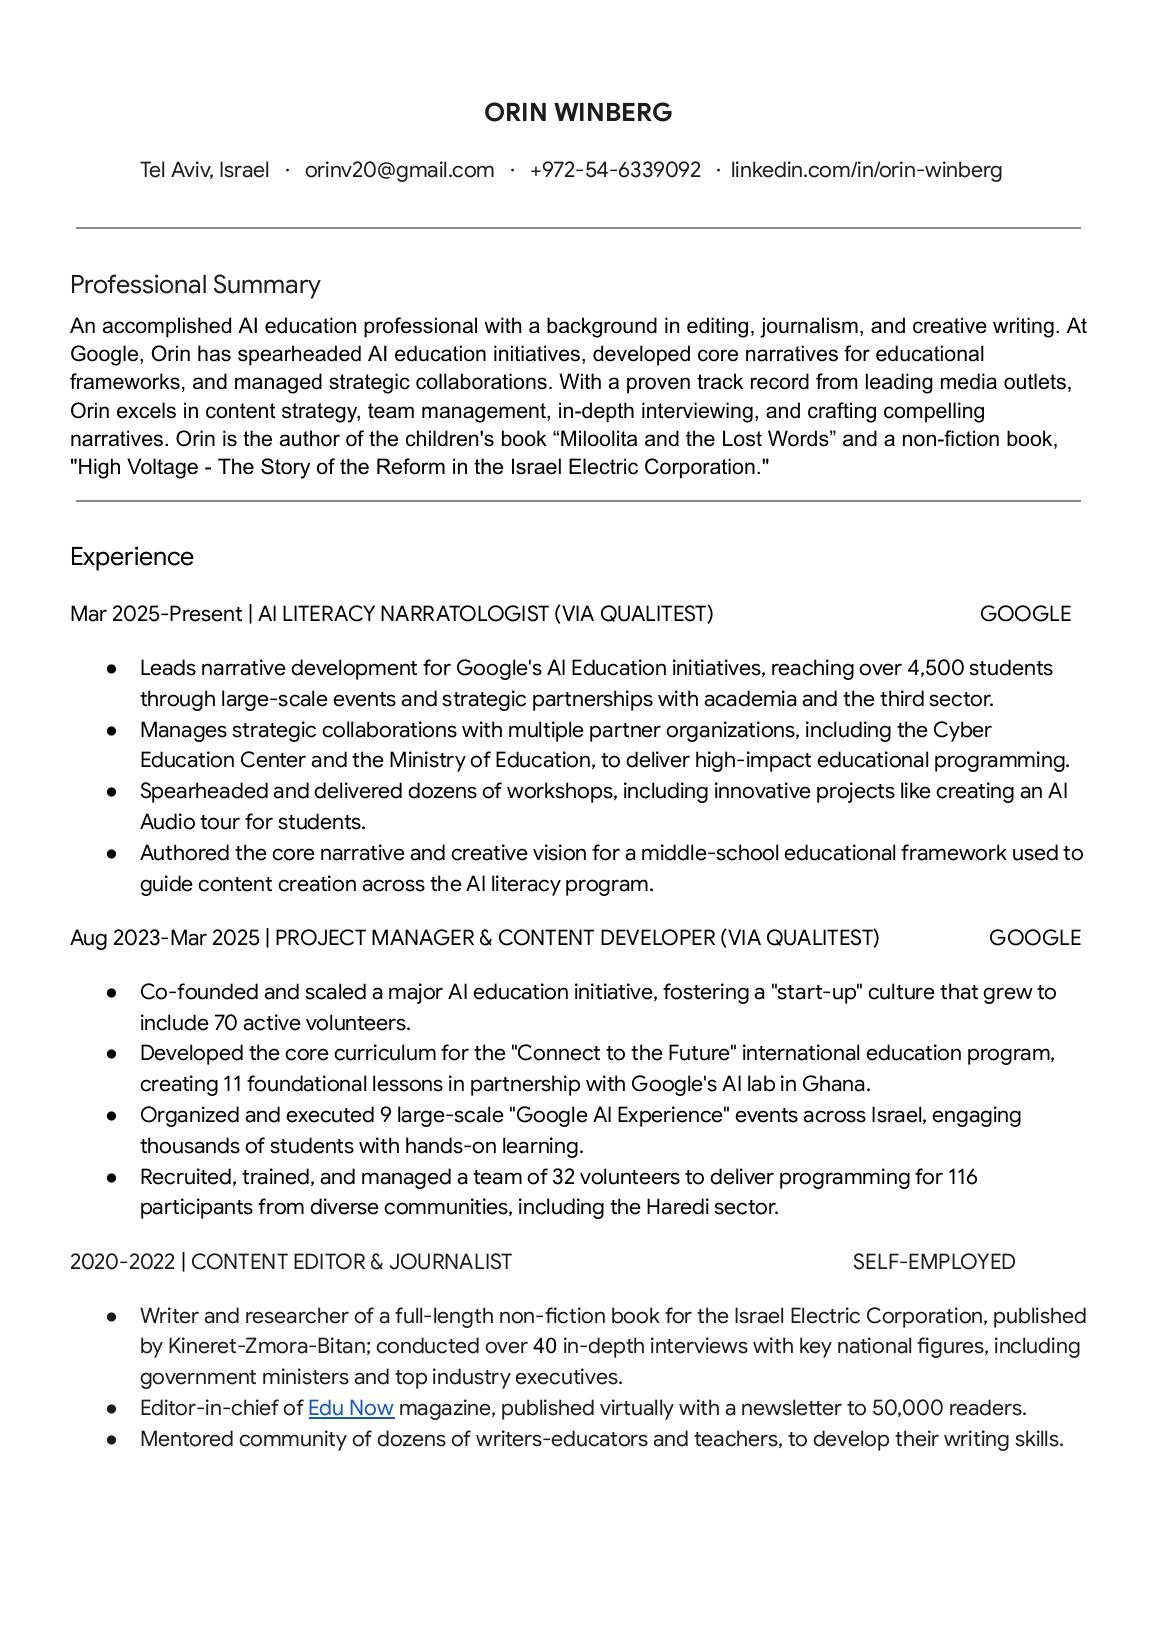 ORIN WINBERG
Tel Aviv, Israel · orinv20@gmail.com · +972-54-6339092 · linkedin.com/in/orin-winberg
Professional Summary
An accomplished AI education professional with a background in editing, journalism, and creative writing. At
Google, Orin has spearheaded AI education initiatives, developed core narratives for educational
frameworks, and managed strategic collaborations. With a proven track record from leading media outlets,
Orin excels in content strategy, team management, in-depth interviewing, and crafting compelling
narratives. Orin is the author of the children's book “Miloolita and the Lost Words” and a non-fiction book,
"High Voltage - The Story of the Reform in the Israel Electric Corporation."
Experience
Mar 2025-Present | AI LITERACY NARRATOLOGIST (VIA QUALITEST) GOOGLE
● Leads narrative development for Google's AI Education initiatives, reaching over 4,500 students
through large-scale events and strategic partnerships with academia and the third sector.
● Manages strategic collaborations with multiple partner organizations, including the Cyber
Education Center and the Ministry of Education, to deliver high-impact educational programming.
● Spearheaded and delivered dozens of workshops, including innovative projects like creating an AI
Audio tour for students.
● Authored the core narrative and creative vision for a middle-school educational framework used to
guide content creation across the AI literacy program.
Aug 2023-Mar 2025 | PROJECT MANAGER & CONTENT DEVELOPER (VIA QUALITEST) GOOGLE
● Co-founded and scaled a major AI education initiative, fostering a "start-up" culture that grew to
include 70 active volunteers.
● Developed the core curriculum for the "Connect to the Future" international education program,
creating 11 foundational lessons in partnership with Google's AI lab in Ghana.
● Organized and executed 9 large-scale "Google AI Experience" events across Israel, engaging
thousands of students with hands-on learning.
● Recruited, trained, and managed a team of 32 volunteers to deliver programming for 116
participants from diverse communities, including the Haredi sector.
2020-2022 | CONTENT EDITOR & JOURNALIST SELF-EMPLOYED
● Writer and researcher of a full-length non-fiction book for the Israel Electric Corporation, published
by Kineret-Zmora-Bitan; conducted over 40 in-depth interviews with key national figures, including
government ministers and top industry executives.
● Editor-in-chief of Edu Now magazine, published virtually with a newsletter to 50,000 readers.
● Mentored community of dozens of writers-educators and teachers, to develop their writing skills.